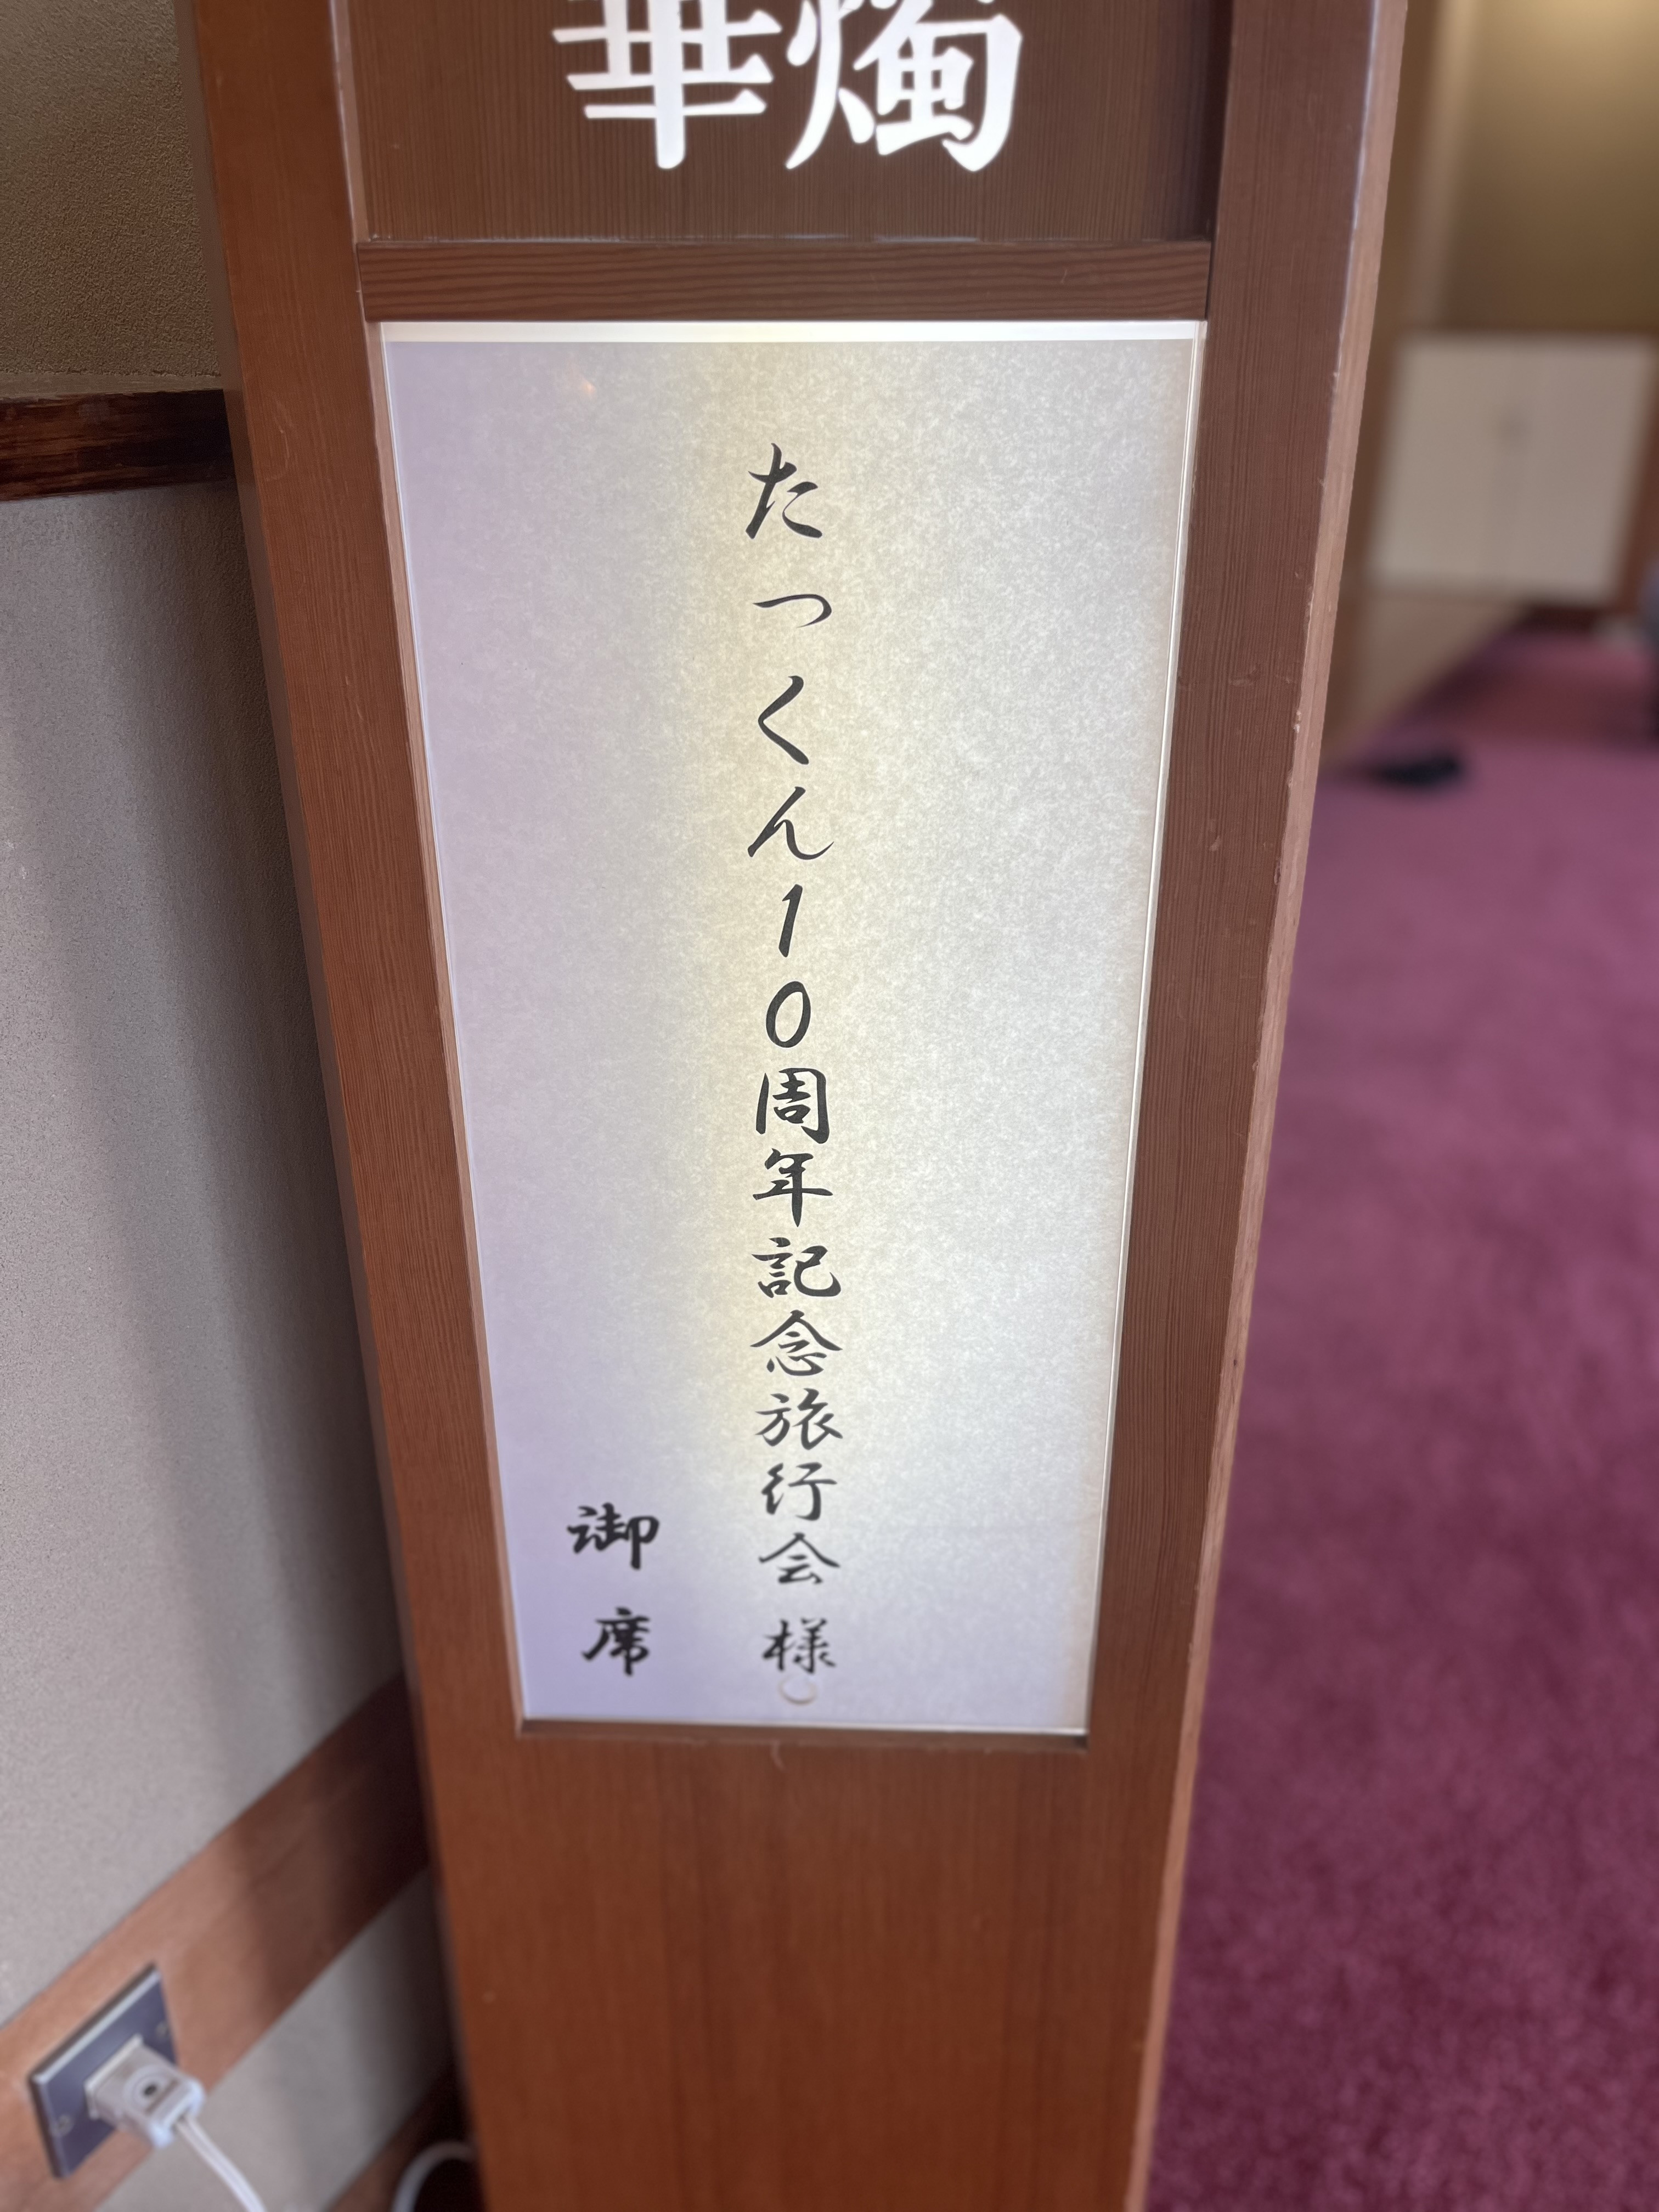 華燭
たっくん10周年記念旅行会 様
御席